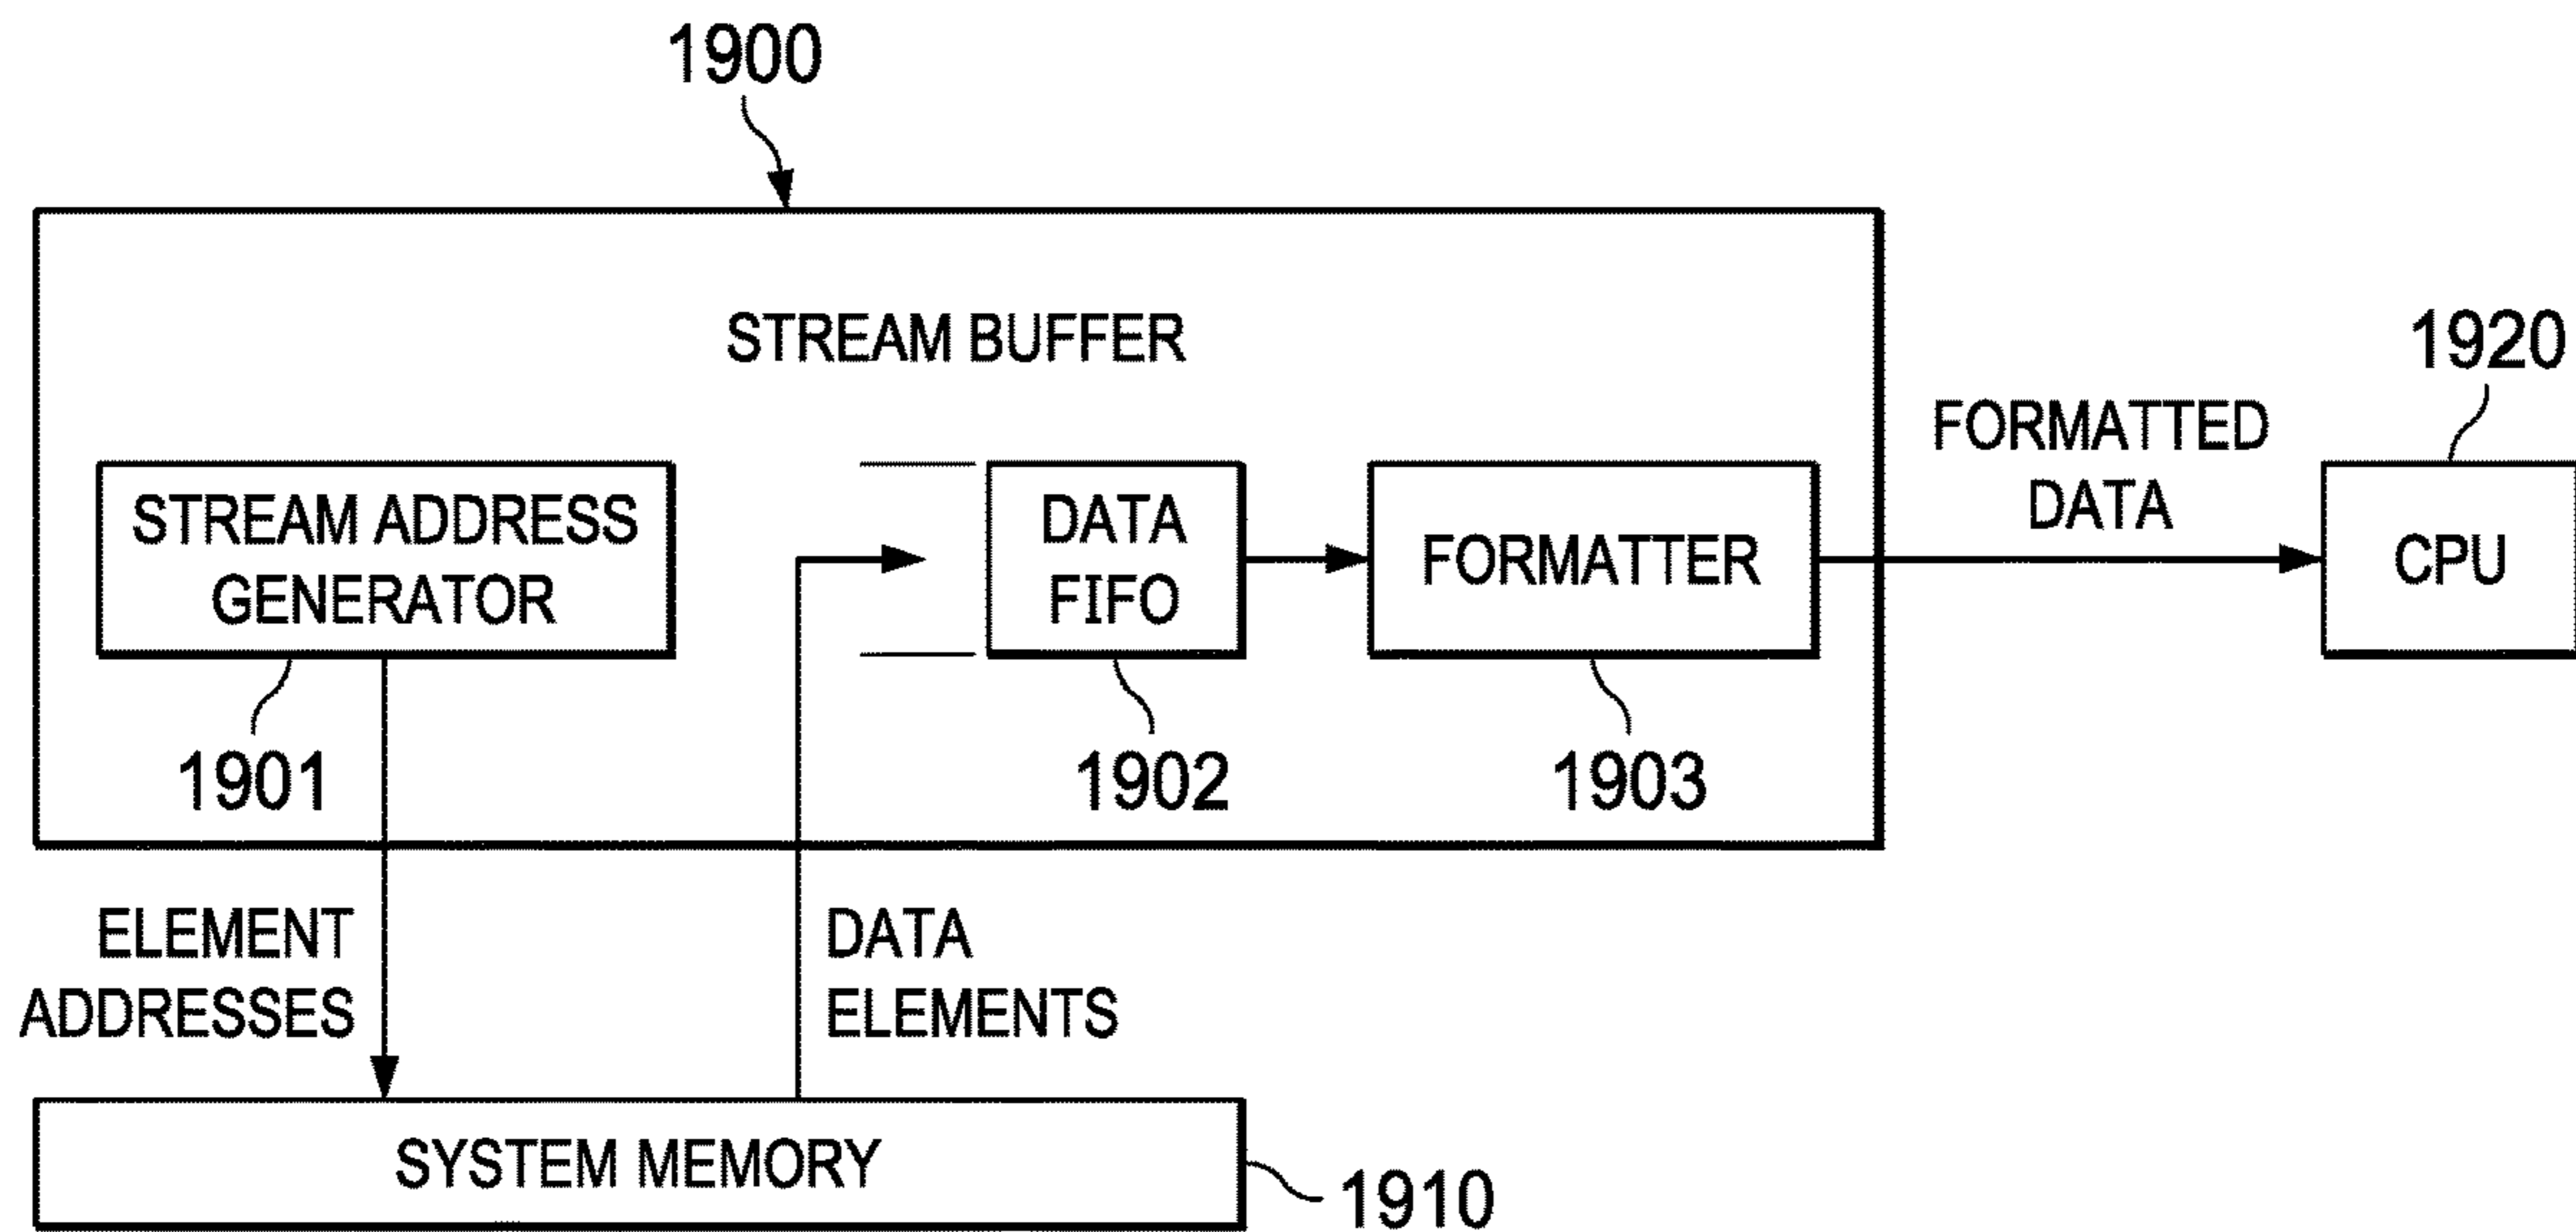 1900
STREAM BUFFER
1920
FORMATTED
DATA
STREAM ADDRESS
GENERATOR
DATA
FIFO
FORMATTER
CPU
1901
1902
1903
ELEMENT
ADDRESSES
DATA
ELEMENTS
SYSTEM MEMORY
1910